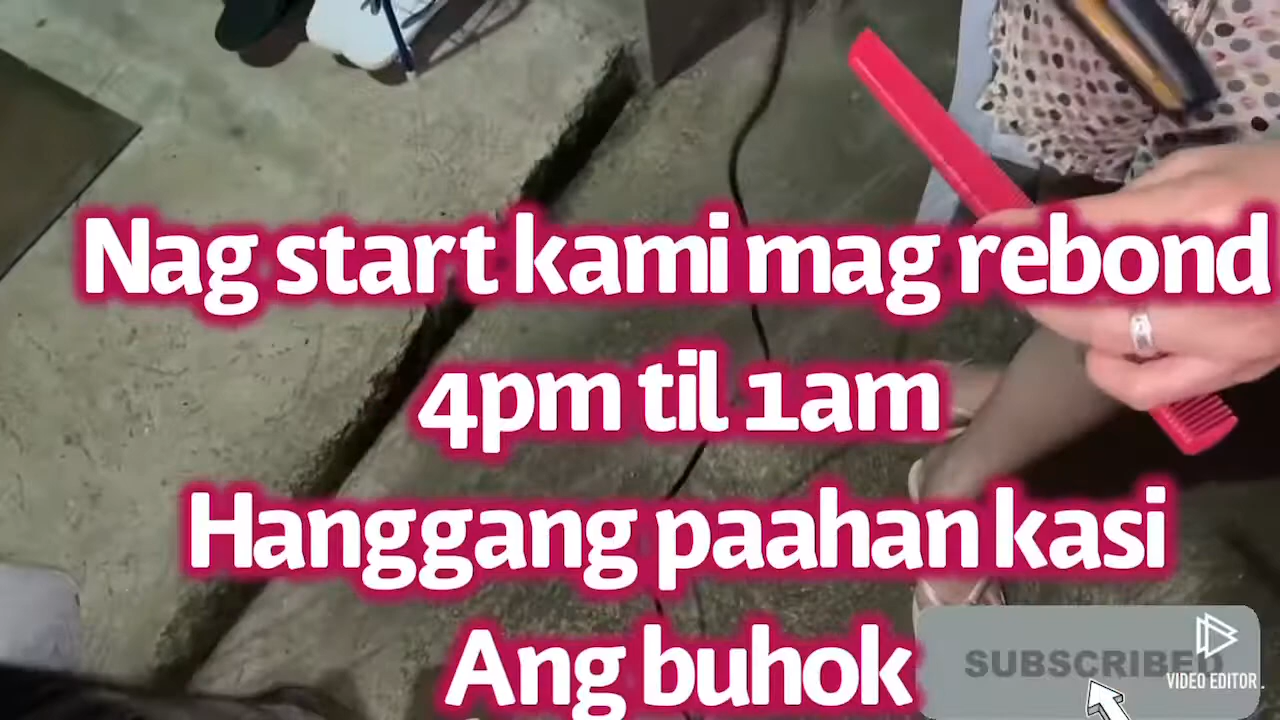 Nag start kami mag rebond
4pm til 1am
Hanggang paahan kasi
Ang buhok
SUBSCRIBED
VIDEO EDITOR